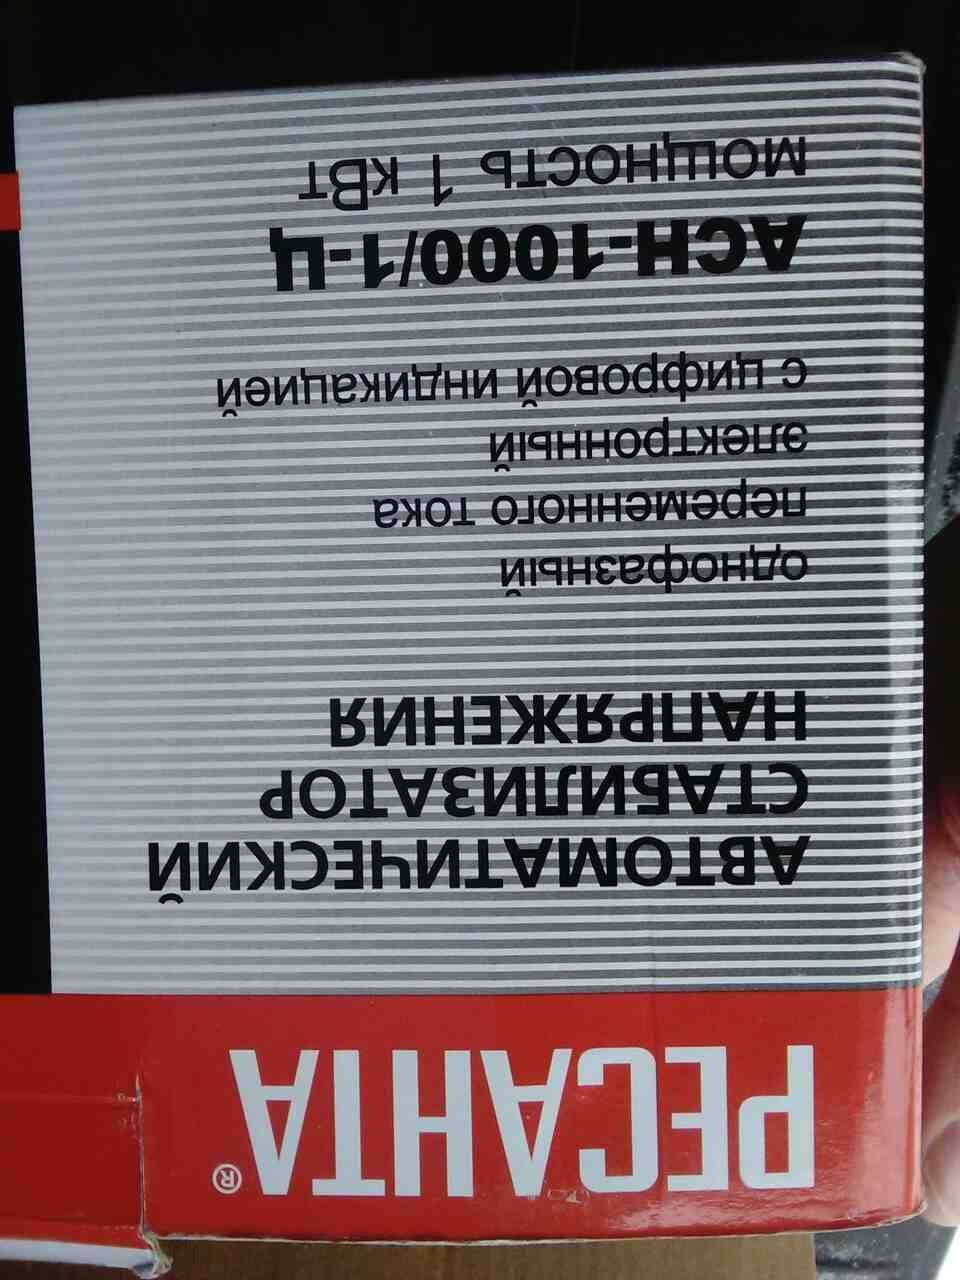 РЕСАНТА®
АВТОМАТИЧЕСКИЙ
СТАБИЛИЗАТОР
НАПРЯЖЕНИЯ
однофазный
переменного тока
электронный
с цифровой индикацией
АСН-1000/1-Ц
мощность 1 кВт